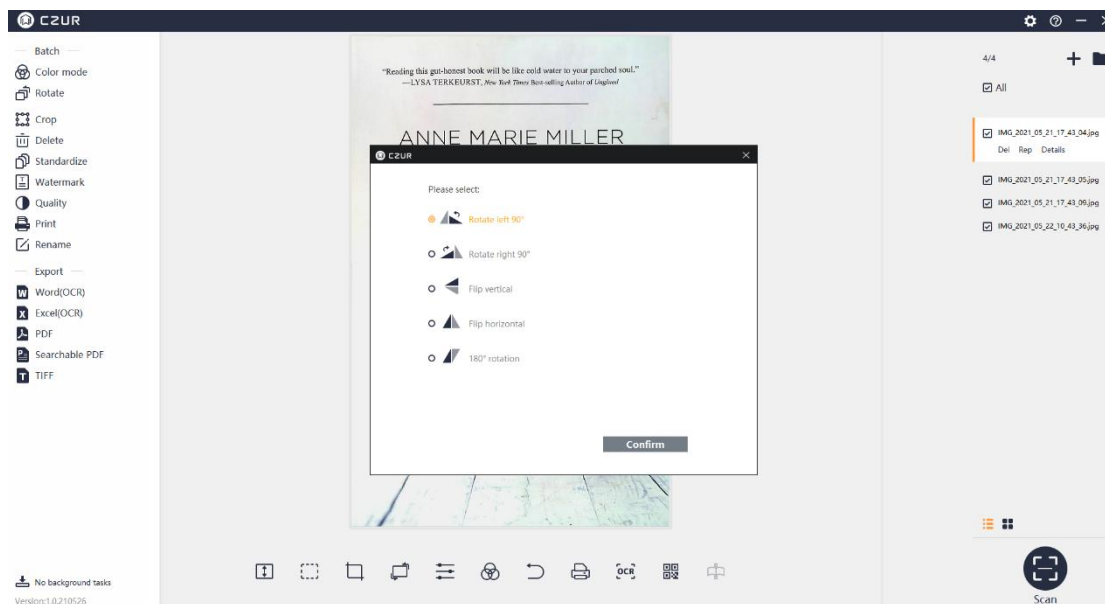 CZUR
Batch
Color mode
Rotate
Crop
Delete
Standardize
Watermark
Quality
Print
Rename
Export
Word(OCR)
Excel(OCR)
PDF
Searchable PDF
TIFF
No background tasks
Version:1.0.210526
"Reading this gut-honest book will be like cold water to your parched soul."
—LYSA TERKEURST, New York Times Best-selling Author of Unglued
ANNE MARIE MILLER
CZUR
Please select:
Rotate left 90°
Rotate right 90°
Flip vertical
Flip horizontal
180° rotation
Confirm
OCR
4/4
All
IMG_2021_05_21_17_43_04.jpg
Del Rep Details
IMG_2021_05_21_17_43_05.jpg
IMG_2021_05_21_17_43_09.jpg
IMG_2021_05_22_10_43_36.jpg
Scan